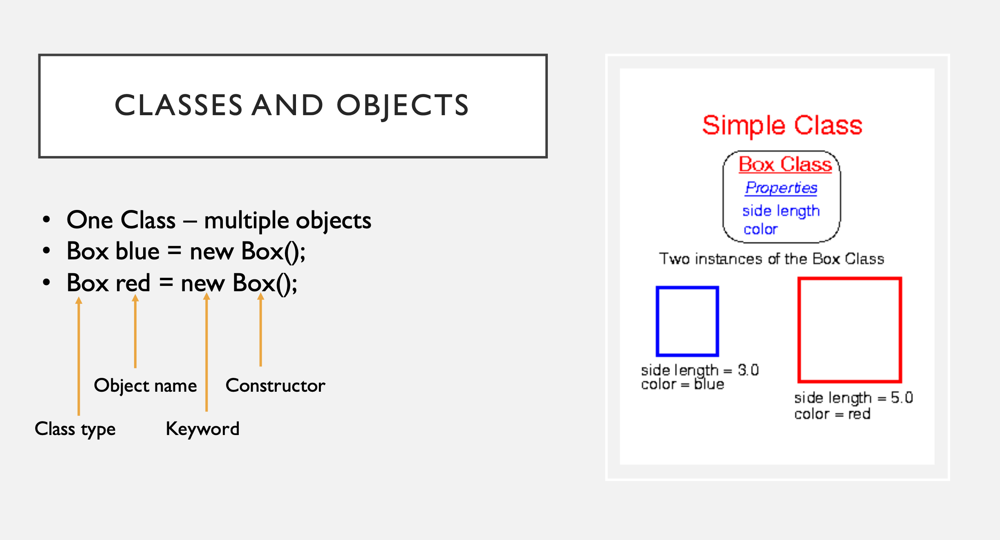 CLASSES AND OBJECTS
• One Class – multiple objects
• Box blue = new Box();
• Box red = new Box();
Object name
Constructor
Class type
Keyword
Simple Class
Box Class
Properties
side length
color
Two instances of the Box Class
side length = 3.0
color = blue
side length = 5.0
color = red